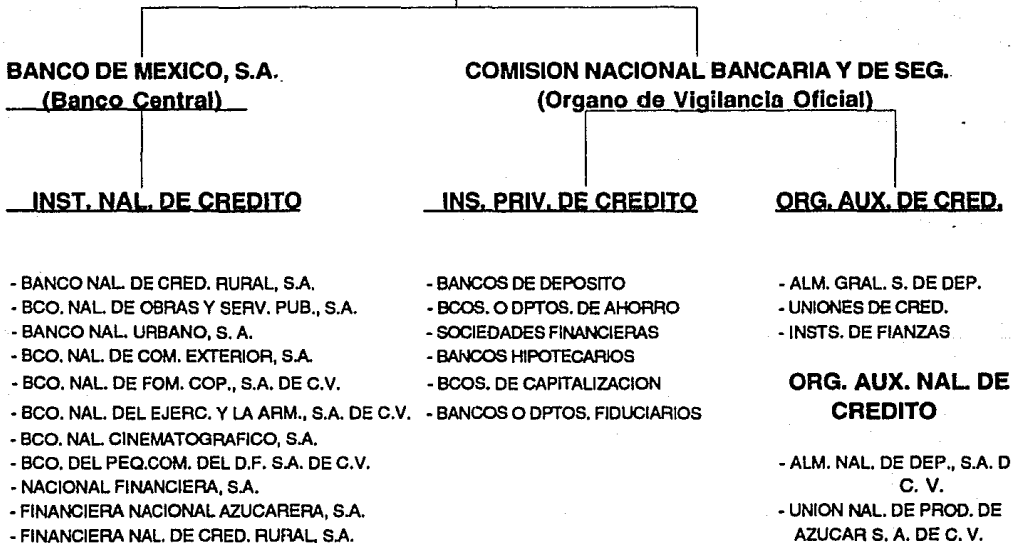 BANCO DE MEXICO, S.A.
(Banco Central)
COMISION NACIONAL BANCARIA Y DE SEG.
(Organo de Vigilancia Oficial)
INST. NAL. DE CREDITO
- BANCO NAL. DE CRED. RURAL, S.A.
- BCO. NAL. DE OBRAS Y SERV. PUB., S.A.
- BANCO NAL. URBANO, S. A.
- BCO. NAL. DE COM. EXTERIOR, S.A.
- BCO. NAL. DE FOM. COP., S.A. DE C.V.
- BCO. NAL. DEL EJERC. Y LA ARM., S.A. DE C.V.
- BCO. NAL. CINEMATOGRAFICO, S.A.
- BCO. DEL PEQ.COM. DEL D.F. S.A. DE C.V.
- NACIONAL FINANCIERA, S.A.
- FINANCIERA NACIONAL AZUCARERA, S.A.
- FINANCIERA NAL. DE CRED. RURAL, S.A.
INS. PRIV. DE CREDITO
- BANCOS DE DEPOSITO
- BCOS. O DPTOS. DE AHORRO
- SOCIEDADES FINANCIERAS
- BANCOS HIPOTECARIOS
- BCOS. DE CAPITALIZACION
- BANCOS O DPTOS. FIDUCIARIOS
ORG. AUX. DE CRED.
- ALM. GRAL. S. DE DEP.
- UNIONES DE CRED.
- INSTS. DE FIANZAS
ORG. AUX. NAL. DE
CREDITO
- ALM. NAL. DE DEP., S.A. D
C. V.
- UNION NAL. DE PROD. DE
AZUCAR S. A. DE C. V.